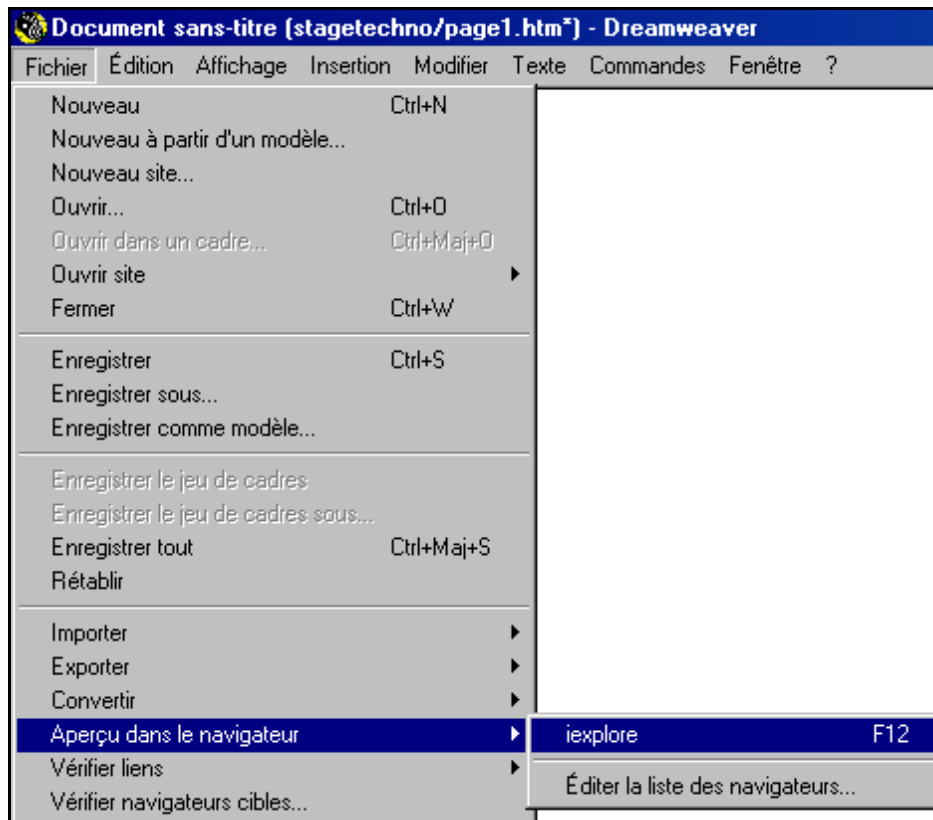 Document sans-titre (stagetechno/page1.htm*) - Dreamweaver
Fichier Édition Affichage Insertion Modifier Texte Commandes Fenêtre ?
Nouveau Ctrl+N
Nouveau à partir d'un modèle...
Nouveau site...
Ouvrir... Ctrl+O
Ouvrir dans un cadre... Ctrl+Maj+O
Ouvrir site
Fermer Ctrl+W
Enregistrer Ctrl+S
Enregistrer sous...
Enregistrer comme modèle...
Enregistrer le jeu de cadres
Enregistrer le jeu de cadres sous...
Enregistrer tout Ctrl+Maj+S
Rétablir
Importer
Exporter
Convertir
Aperçu dans le navigateur
iexplore F12
Vérifier liens
Éditer la liste des navigateurs...
Vérifier navigateurs cibles...